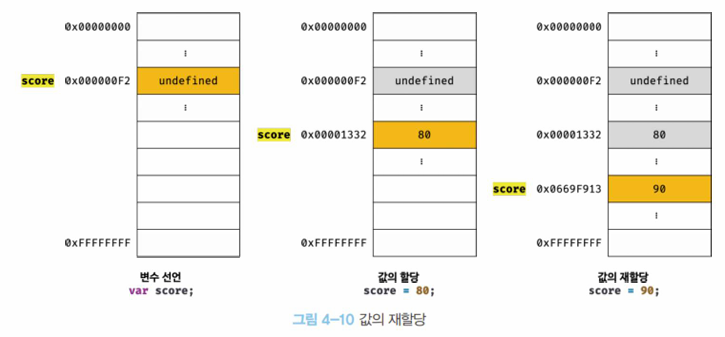 0x00000000
⋮
score 0x000000F2 undefined
⋮
0xFFFFFFFF
변수 선언
var score;
0x00000000
⋮
0x000000F2 undefined
⋮
score 0x00001332 80
⋮
0xFFFFFFFF
값의 할당
score = 80;
0x00000000
⋮
0x000000F2 undefined
⋮
0x00001332 80
⋮
score 0x0669F913 90
⋮
0xFFFFFFFF
값의 재할당
score = 90;
그림 4-10 값의 재할당